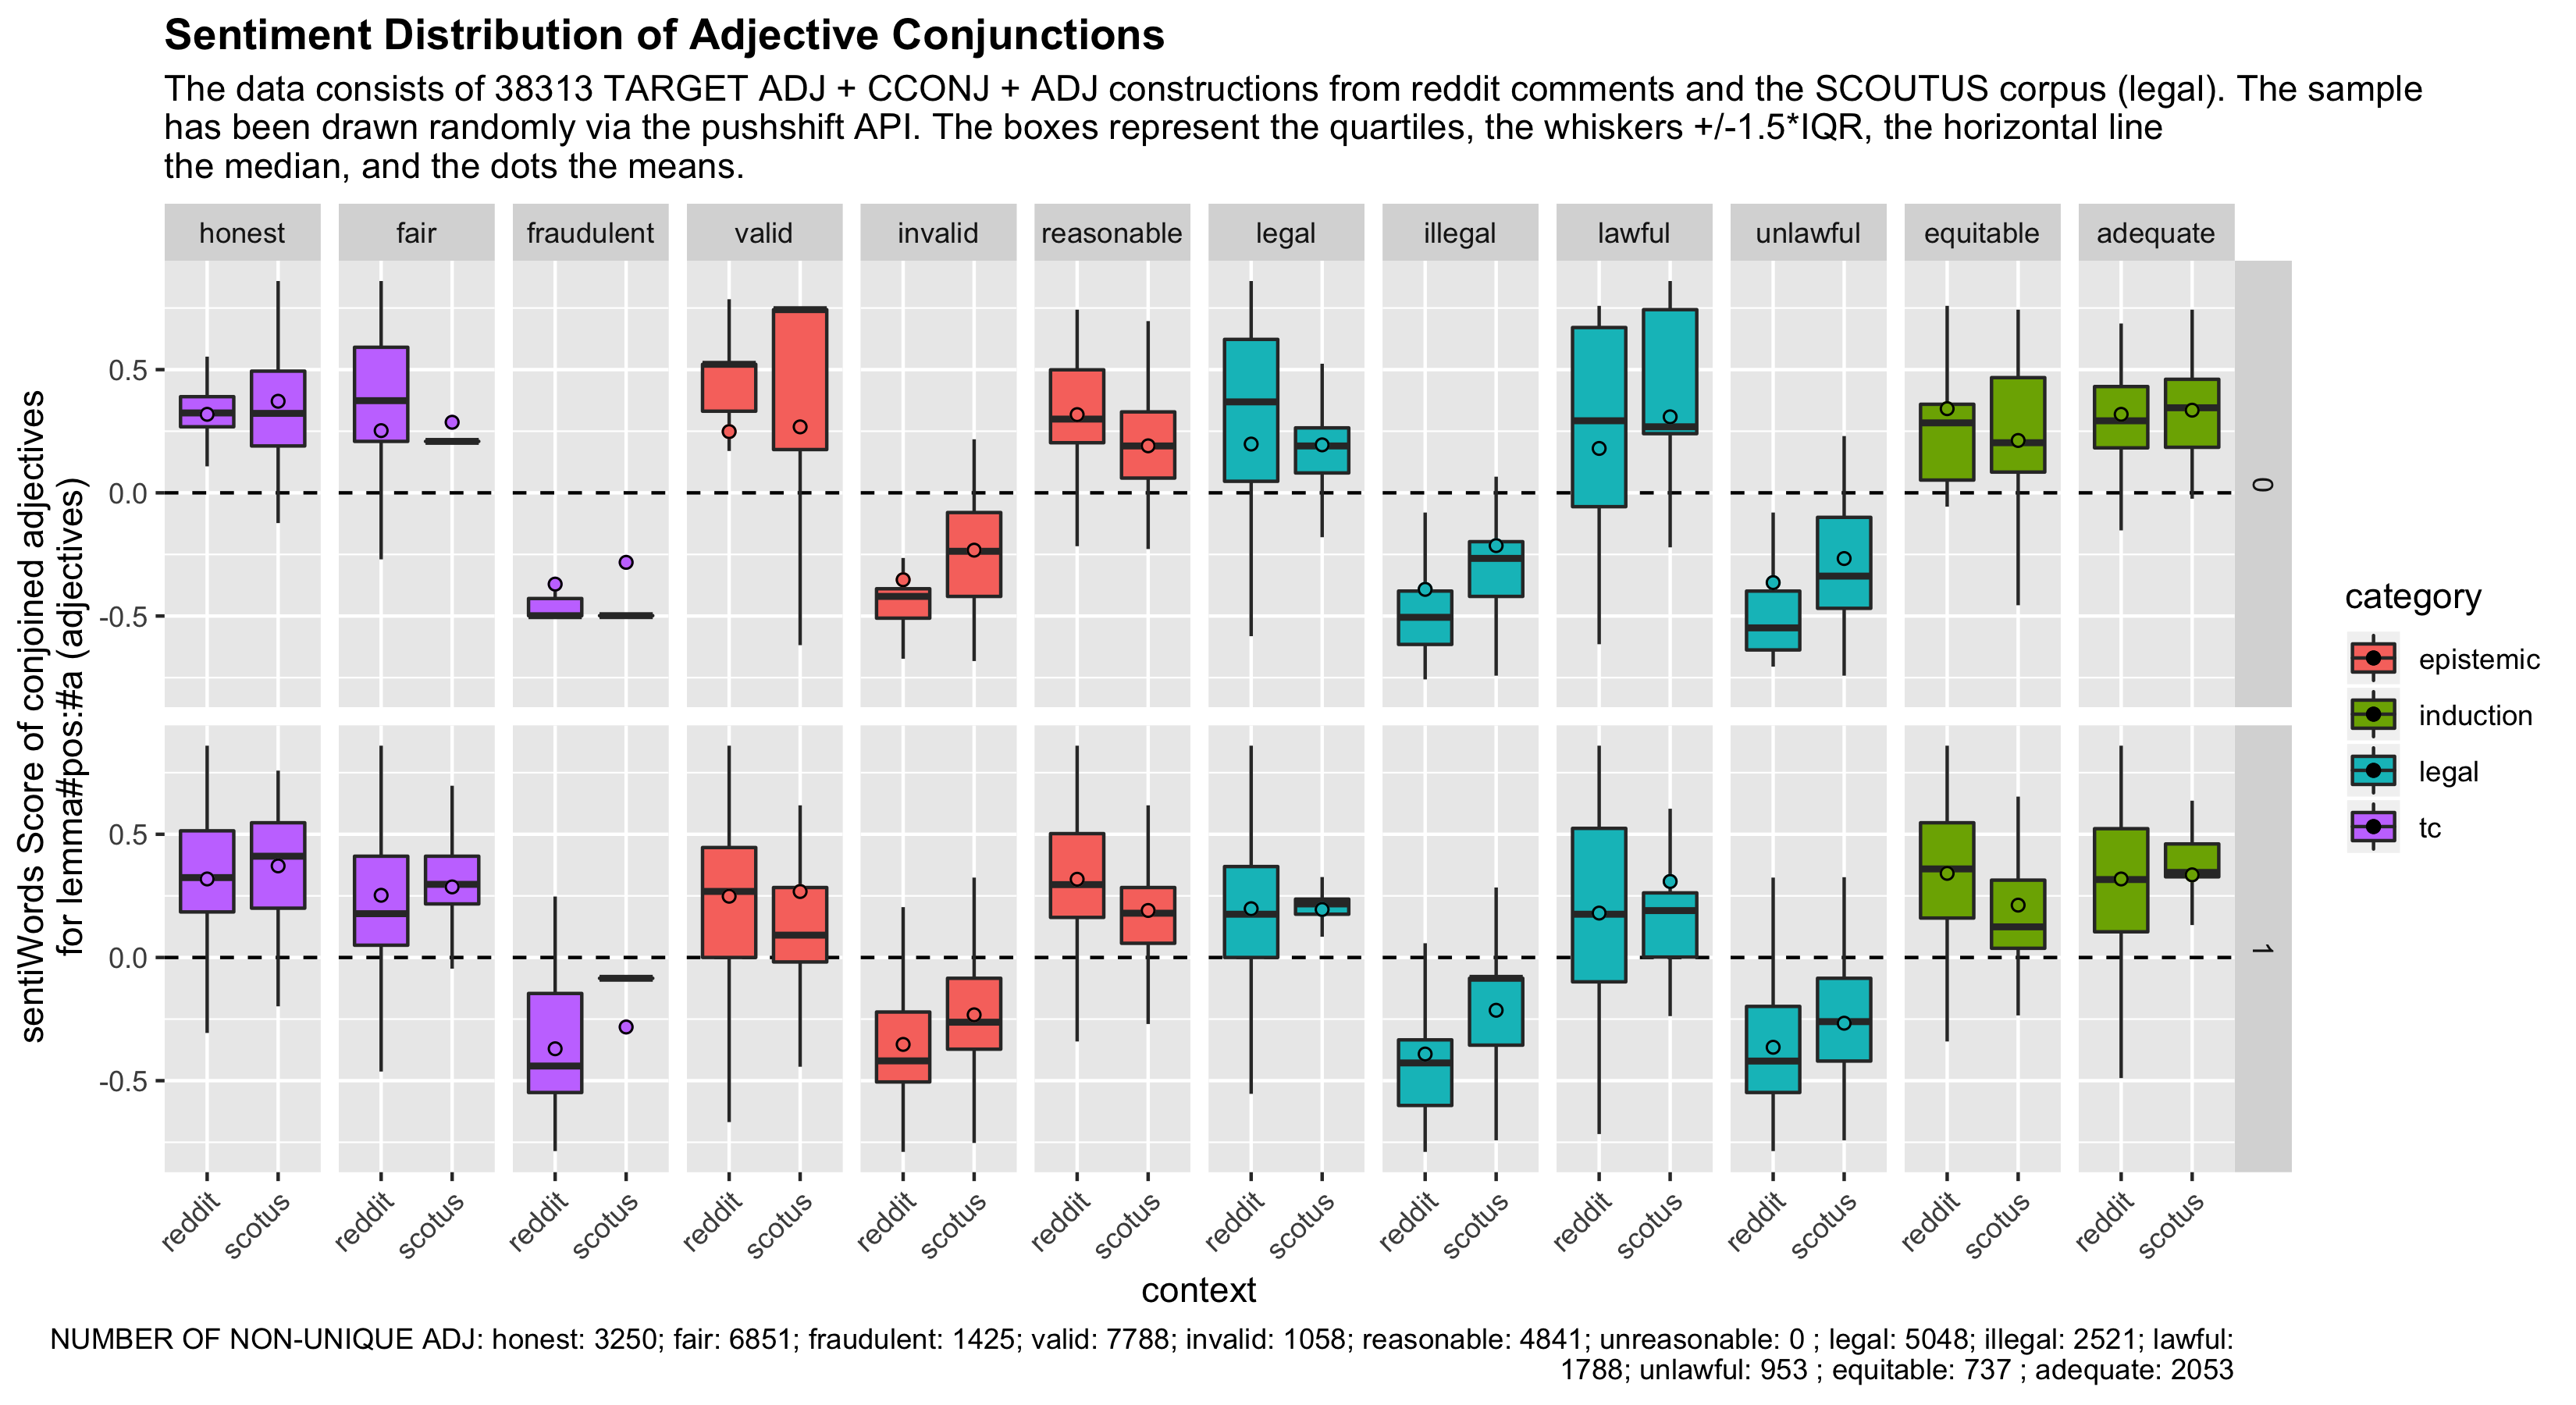 Sentiment Distribution of Adjective Conjunctions
The data consists of 38313 TARGET ADJ + CCONJ + ADJ constructions from reddit comments and the SCOUTUS corpus (legal). The sample
has been drawn randomly via the pushshift API. The boxes represent the quartiles, the whiskers +/-1.5*IQR, the horizontal line
the median, and the dots the means.
honest fair fraudulent valid invalid reasonable legal illegal lawful unlawful equitable adequate
sentiWords Score of conjoined adjectives
for lemma#pos:#a (adjectives)
0.5
0.0
-0.5
0
0.5
0.0
-0.5
1
reddit scotus reddit scotus reddit scotus reddit scotus reddit scotus reddit scotus reddit scotus reddit scotus reddit scotus reddit scotus reddit scotus reddit scotus
context
category
epistemic
induction
legal
tc
NUMBER OF NON-UNIQUE ADJ: honest: 3250; fair: 6851; fraudulent: 1425; valid: 7788; invalid: 1058; reasonable: 4841; unreasonable: 0 ; legal: 5048; illegal: 2521; lawful:
1788; unlawful: 953 ; equitable: 737 ; adequate: 2053